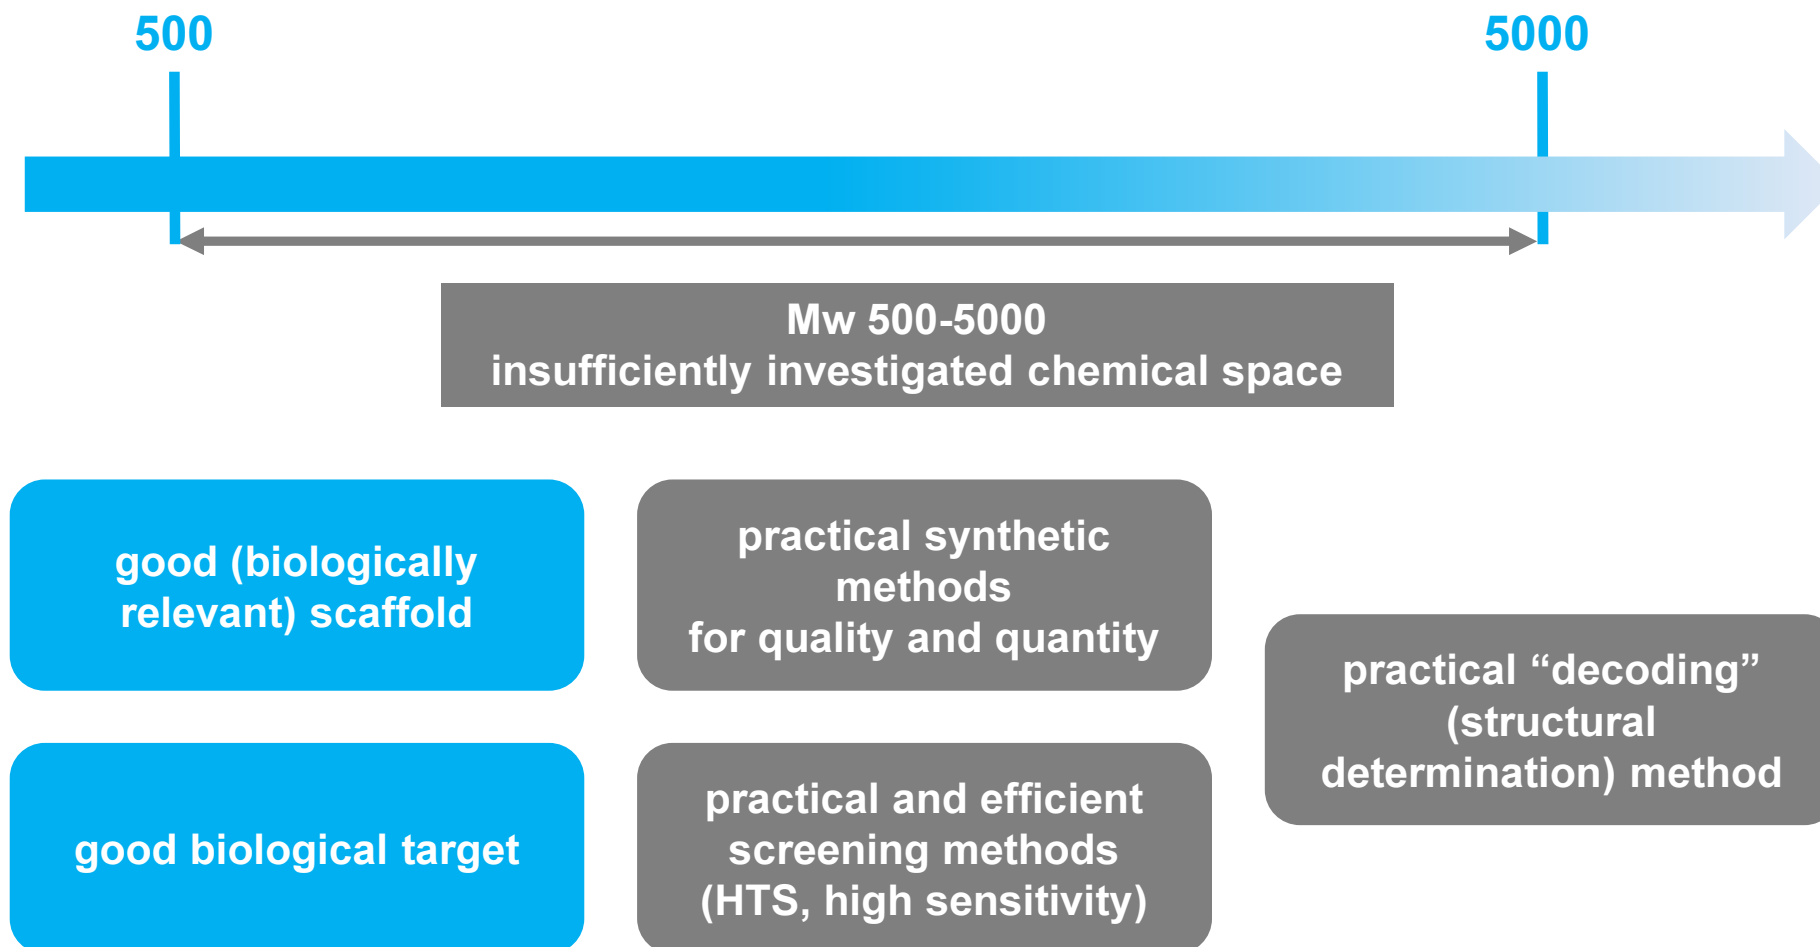 500
5000
Mw 500-5000
insufficiently investigated chemical space
good (biologically
relevant) scaffold
practical synthetic
methods
for quality and quantity
practical “decoding”
(structural
determination) method
good biological target
practical and efficient
screening methods
(HTS, high sensitivity)